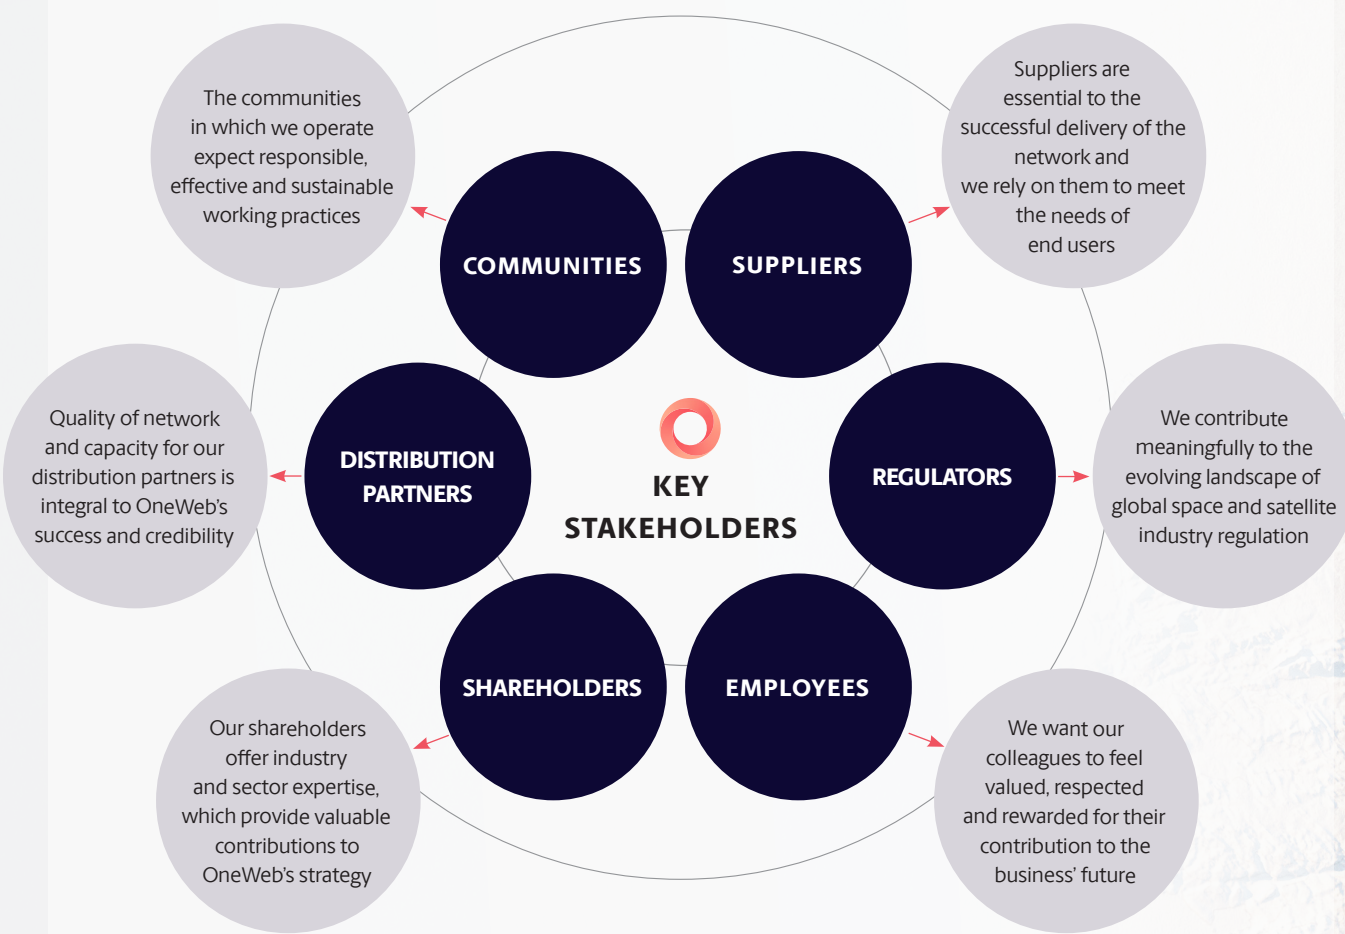 The communities
in which we operate
expect responsible,
effective and sustainable
working practices
Suppliers are
essential to the
successful delivery of the
network and
we rely on them to meet
the needs of
end users
COMMUNITIES
SUPPLIERS
Quality of network
and capacity for our
distribution partners is
integral to OneWeb’s
success and credibility
DISTRIBUTION
PARTNERS
KEY
STAKEHOLDERS
REGULATORS
We contribute
meaningfully to the
evolving landscape of
global space and satellite
industry regulation
SHAREHOLDERS
EMPLOYEES
Our shareholders
offer industry
and sector expertise,
which provide valuable
contributions to
OneWeb’s strategy
We want our
colleagues to feel
valued, respected
and rewarded for their
contribution to the
business’ future